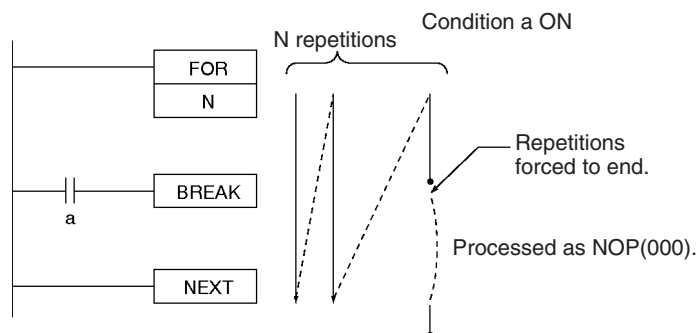 Condition a ON
N repetitions
FOR
N
Repetitions
forced to end.
BREAK
a
Processed as NOP(000).
NEXT